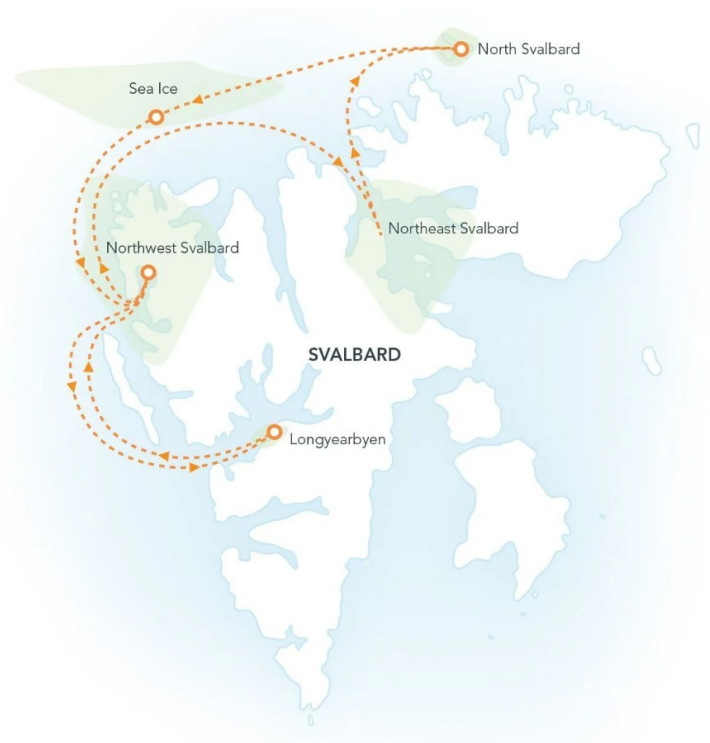 North Svalbard
Sea Ice
Northeast Svalbard
Northwest Svalbard
SVALBARD
Longyearbyen